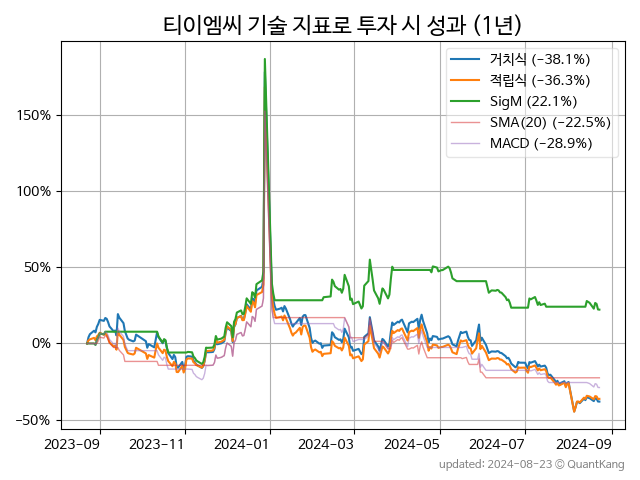 티이엠씨 기술 지표로 투자 시 성과 (1년)
거치식 (−38.1%)
적립식 (−36.3%)
SigM (22.1%)
SMA(20) (−22.5%)
MACD (−28.9%)
150%
100%
50%
0%
−50%
2023−09
2023−11
2024−01
2024−03
2024−05
2024−07
2024−09
updated: 2024-08-23 © QuantKang